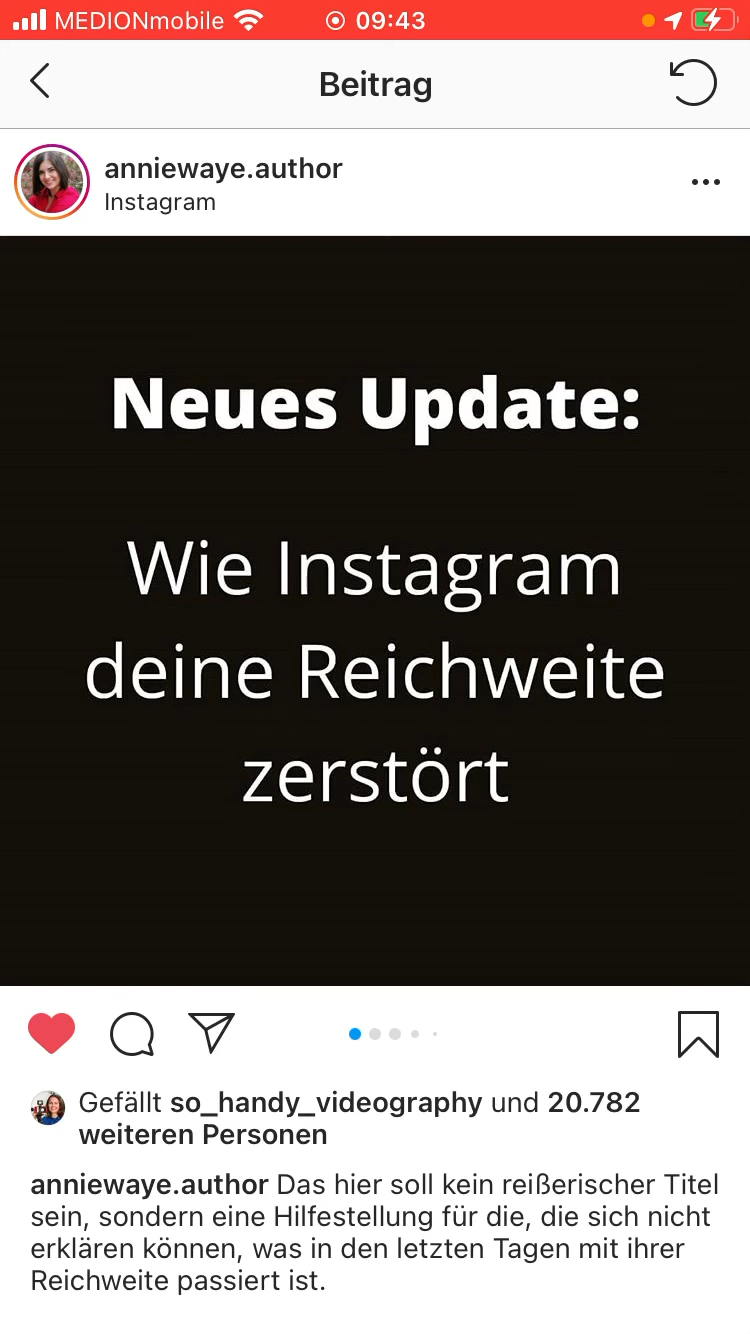 MEDIONmobile 09:43
Beitrag
anniewaye.author
Instagram
Neues Update:
Wie Instagram
deine Reichweite
zerstört
Gefällt so_handy_videography und 20.782
weiteren Personen
anniewaye.author Das hier soll kein reißerischer Titel
sein, sondern eine Hilfestellung für die, die sich nicht
erklären können, was in den letzten Tagen mit ihrer
Reichweite passiert ist.